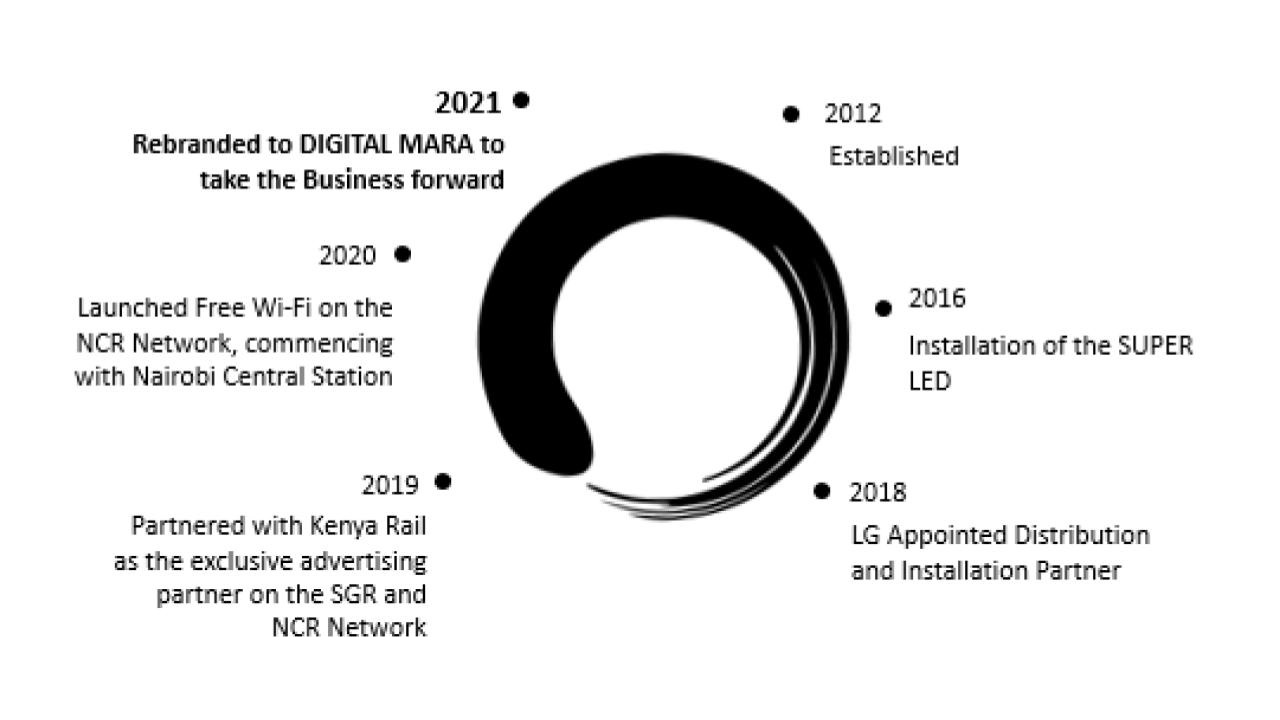 2012
Established
2016
Installation of the SUPER
LED
2018
LG Appointed Distribution
and Installation Partner
2019
Partnered with Kenya Rail
as the exclusive advertising
partner on the SGR and
NCR Network
2020
Launched Free Wi-Fi on the
NCR Network, commencing
with Nairobi Central Station
2021
Rebranded to DIGITAL MARA to
take the Business forward